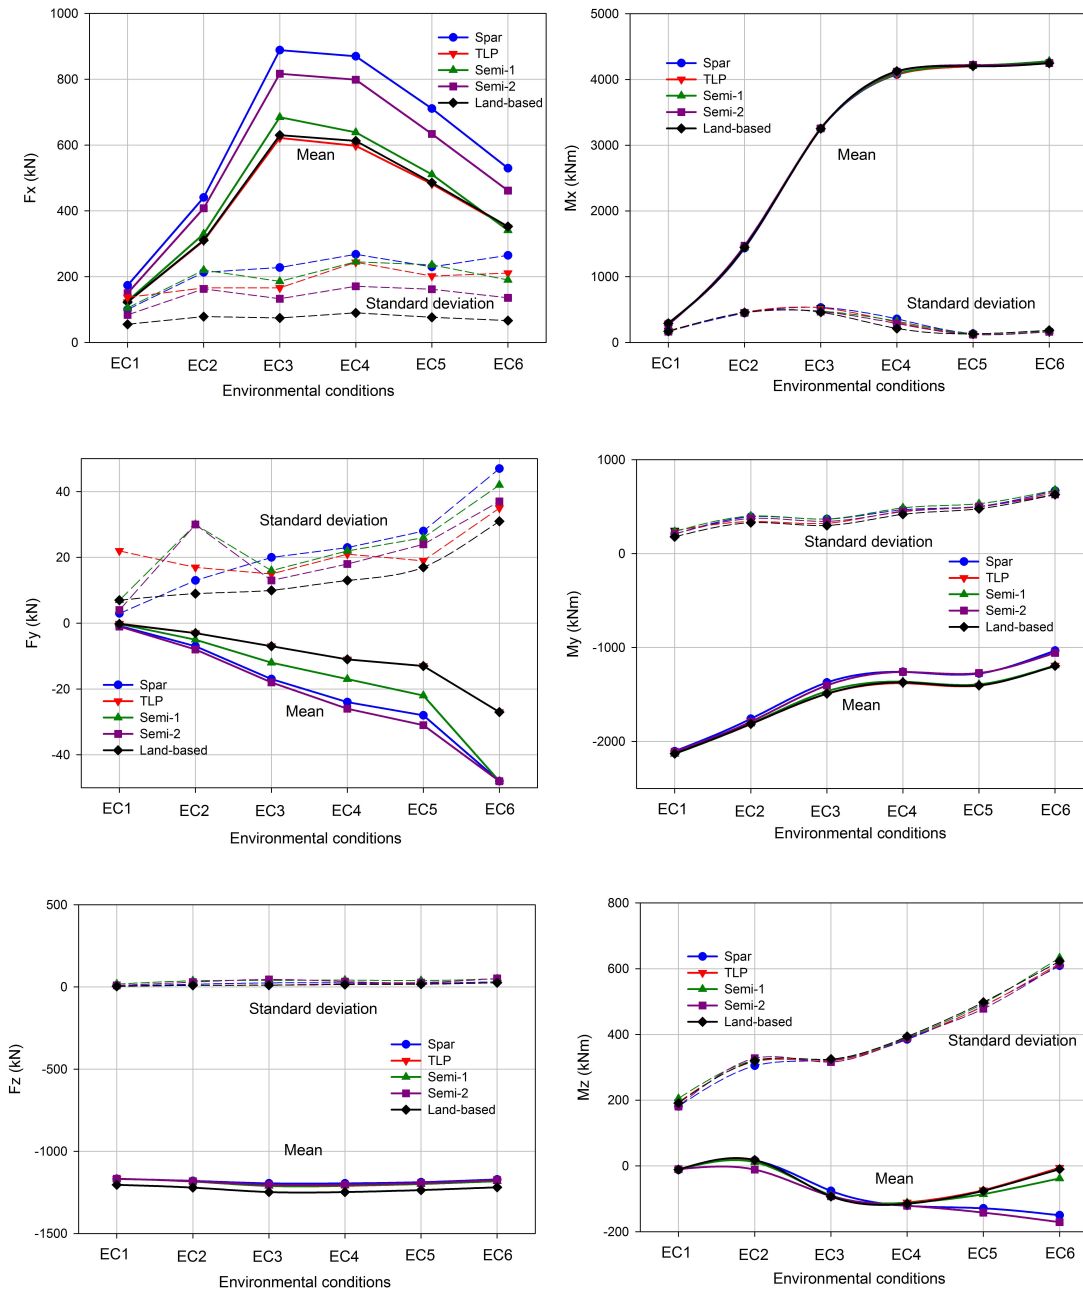 1000
800
600
400
200
0
Fx (kN)
Spar
TLP
Semi-1
Semi-2
Land-based
Mean
Standard deviation
EC1 EC2 EC3 EC4 EC5 EC6
Environmental conditions
5000
4000
3000
2000
1000
0
Mx (kNm)
Spar
TLP
Semi-1
Semi-2
Land-based
Mean
Standard deviation
EC1 EC2 EC3 EC4 EC5 EC6
Environmental conditions
40
20
0
-20
-40
Fy (kN)
Standard deviation
Spar
TLP
Semi-1
Semi-2
Land-based
Mean
EC1 EC2 EC3 EC4 EC5 EC6
Environmental conditions
1000
0
-1000
-2000
My (kNm)
Standard deviation
Spar
TLP
Semi-1
Semi-2
Land-based
Mean
EC1 EC2 EC3 EC4 EC5 EC6
Environmental conditions
500
0
-500
-1000
-1500
Fz (kN)
Standard deviation
Spar
TLP
Semi-1
Semi-2
Land-based
Mean
EC1 EC2 EC3 EC4 EC5 EC6
Environmental conditions
800
600
400
200
0
-200
Mz (kNm)
Spar
TLP
Semi-1
Semi-2
Land-based
Standard deviation
Mean
EC1 EC2 EC3 EC4 EC5 EC6
Environmental conditions